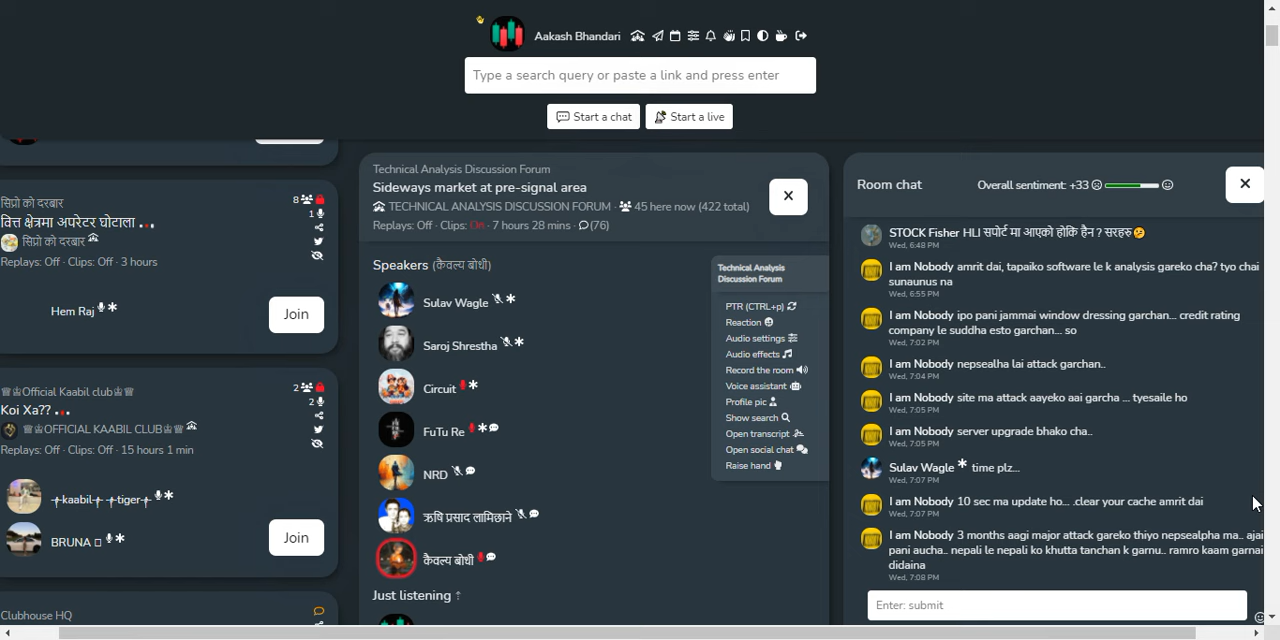 Aakash Bhandari
Type a search query or paste a link and press enter
Start a chat
Start a live
सिप्रो को दरबार
8
1
वित्त क्षेत्रमा अपरेटर घोटाला
सिप्रो को दरबार
Replays: Off · Clips: Off · 3 hours
Hem Raj
Join
♕♔Official Kaabil club♔♕
2
2
Koi Xa??
♕♔OFFICIAL KAABIL CLUB♔♕
Replays: Off · Clips: Off · 15 hours 1 min
kaabil tiger
BRUNA
Join
Clubhouse HQ
Technical Analysis Discussion Forum
Sideways market at pre-signal area
TECHNICAL ANALYSIS DISCUSSION FORUM · 45 here now (422 total)
Replays: Off · Clips: On · 7 hours 28 mins · (76)
Speakers (कैवल्य बोधी)
Sulav Wagle
Saroj Shrestha
Circuit
FuTu Re
NRD
ऋषि प्रसाद लामिछाने
कैवल्य बोधी
Just listening ↑
Technical Analysis
Discussion Forum
PTR (CTRL+p)
Reaction
Audio settings
Audio effects
Record the room
Voice assistant
Profile pic
Show search
Open transcript
Open social chat
Raise hand
Room chat
Overall sentiment: +33
STOCK Fisher HLI सपोर्ट मा आएको होकि हैन ? सरहरु🤔
Wed, 6:48 PM
I am Nobody amrit dai, tapaiko software le k analysis gareko cha? tyo chai
sunaunus na
Wed, 6:55 PM
I am Nobody ipo pani jammai window dressing garchan... credit rating
company le suddha esto garchan... so
Wed, 7:02 PM
I am Nobody nepsealha lai attack garchan..
Wed, 7:04 PM
I am Nobody site ma attack aayeko aai garcha ... tyesaile ho
Wed, 7:05 PM
I am Nobody server upgrade bhako cha..
Wed, 7:05 PM
Sulav Wagle time plz...
Wed, 7:07 PM
I am Nobody 10 sec ma update ho... .clear your cache amrit dai
Wed, 7:07 PM
I am Nobody 3 months aagi major attack gareko thiyo nepsealpha ma.. ajai
pani aucha.. nepali le nepali ko khutta tanchan k garnu.. ramro kaam garnai
didaina
Wed, 7:08 PM
Enter: submit